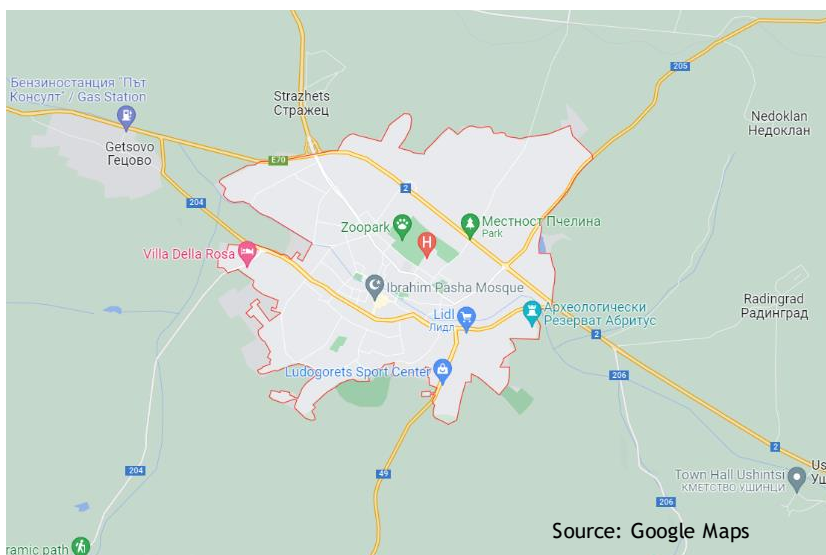 205
Бензиностанция "Път
Консулт" / Gas Station
Strazhets
Стражец
Nedoklan
Недоклан
Getsovo
Гецово
E70
2
204
Zoopark
Местност Пчелина
Park
H
Villa Della Rosa
Ibrahim Pasha Mosque
Radingrad
Радинград
Lidl
Лидл
Археологически
Резерват Абритус
2
Ludogorets Sport Center
206
2
204
49
Us
Уш
Town Hall Ushintsi
КМЕТСТВО УШИНЦИ
206
Source: Google Maps
ramic path